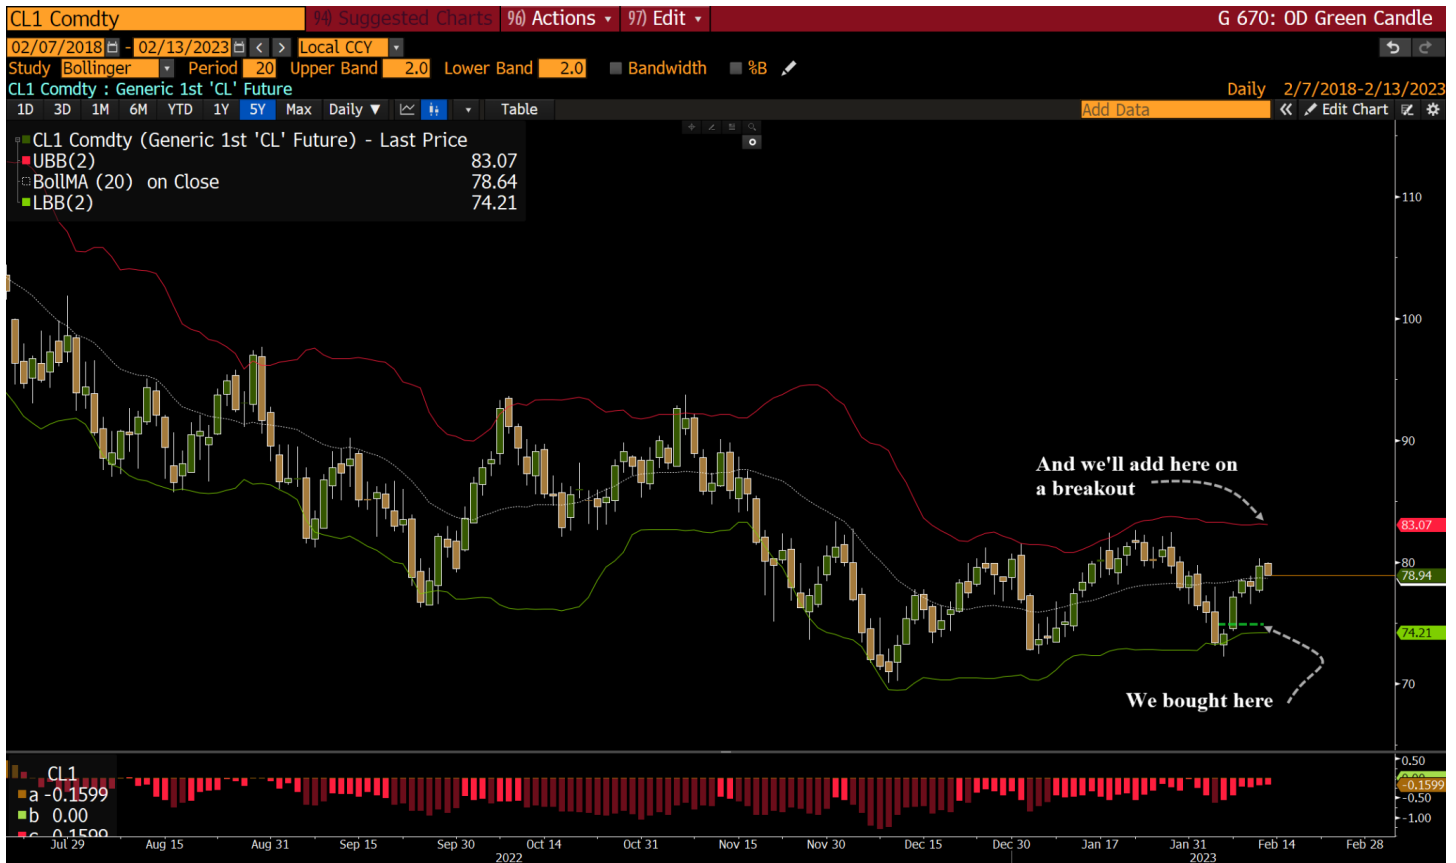 CL1 Comdty 94) Suggested Charts 96) Actions 97) Edit G 670: OD Green Candle
02/07/2018 - 02/13/2023 < > Local CCY
Study Bollinger Period 20 Upper Band 2.0 Lower Band 2.0 Bandwidth %B
CL1 Comdty : Generic 1st 'CL' Future Daily 2/7/2018-2/13/2023
1D 3D 1M 6M YTD 1Y 5Y Max Daily ▼ Table Add Data « Edit Chart
CL1 Comdty (Generic 1st 'CL' Future) - Last Price
UBB(2) 83.07
BollMA (20) on Close 78.64
LBB(2) 74.21
110
100
90
And we'll add here on
a breakout
83.07
80
78.94
74.21
70
We bought here
CL1
a -0.1599
b 0.00
c -0.1599
0.50
0.00
-0.1599
-0.50
-1.00
Jul 29 Aug 15 Aug 31 Sep 15 Sep 30 Oct 14 Oct 31 Nov 15 Nov 30 Dec 15 Dec 30 Jan 17 Jan 31 Feb 14 Feb 28
2022 2023